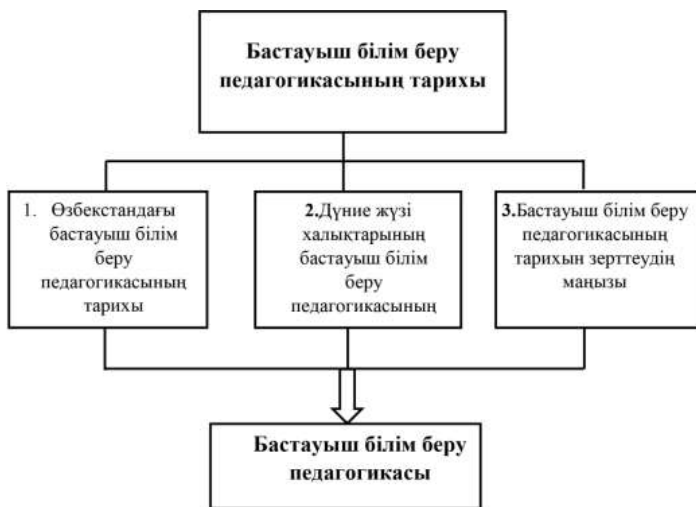 Бастауыш білім беру
педагогикасының тарихы
1. Өзбекстандағы
бастауыш білім
беру
педагогикасының
тарихы
2.Дүние жүзі
халықтарының
бастауыш білім
беру
педагогикасының
3.Бастауыш білім беру
педагогикасының
тарихын зерттеудің
маңызы
Бастауыш білім беру
педагогикасы